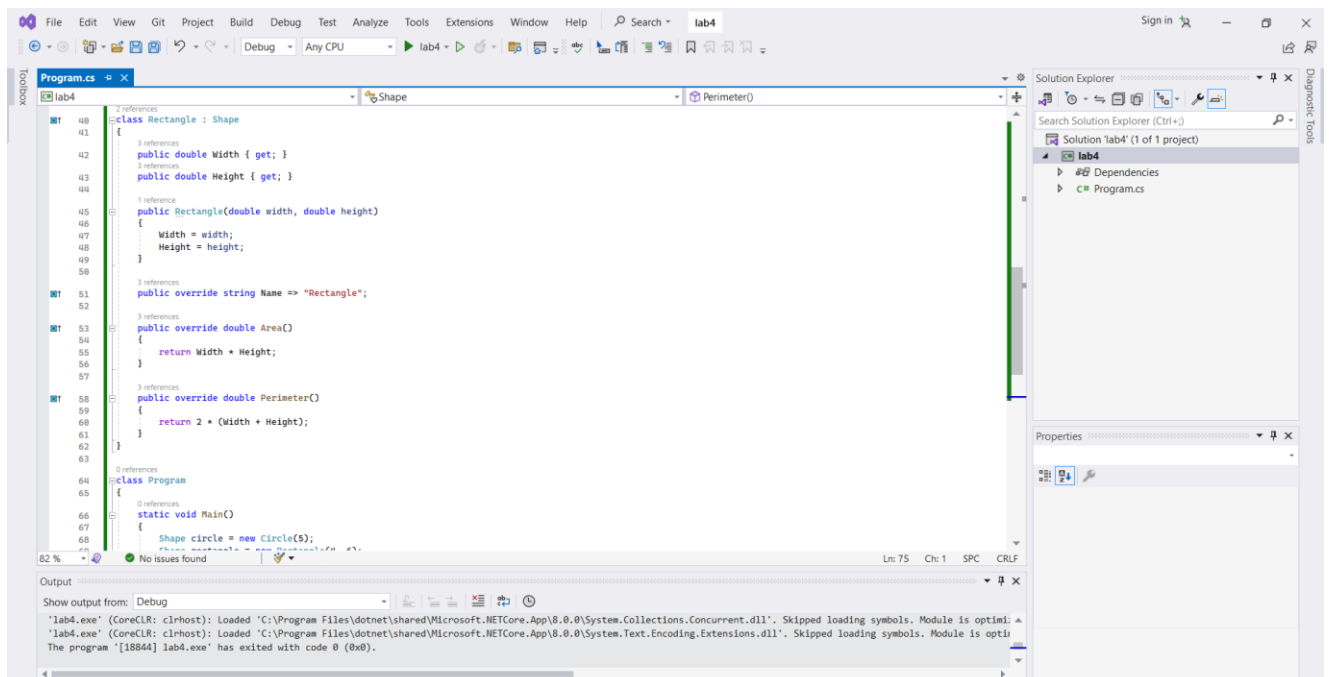 File Edit View Git Project Build Debug Test Analyze Tools Extensions Window Help Search lab4 Sign in
Debug Any CPU lab4
Toolbox
Program.cs
lab4 Shape Perimeter()
2 references
40 class Rectangle : Shape
41 {
3 references
42 public double Width { get; }
3 references
43 public double Height { get; }
44
1 reference
45 public Rectangle(double width, double height)
46 {
47 Width = width;
48 Height = height;
49 }
50
3 references
51 public override string Name => "Rectangle";
52
3 references
53 public override double Area()
54 {
55 return Width * Height;
56 }
57
3 references
58 public override double Perimeter()
59 {
60 return 2 * (Width + Height);
61 }
62 }
63
0 references
64 class Program
65 {
0 references
66 static void Main()
67 {
68 Shape circle = new Circle(5);
82 % No issues found Ln: 75 Ch: 1 SPC CRLF
Output
Show output from: Debug
'lab4.exe' (CoreCLR: clrhost): Loaded 'C:\Program Files\dotnet\shared\Microsoft.NETCore.App\8.0.0\System.Collections.Concurrent.dll'. Skipped loading symbols. Module is optimi
'lab4.exe' (CoreCLR: clrhost): Loaded 'C:\Program Files\dotnet\shared\Microsoft.NETCore.App\8.0.0\System.Text.Encoding.Extensions.dll'. Skipped loading symbols. Module is opti
The program '[18844] lab4.exe' has exited with code 0 (0x0).
Solution Explorer
Search Solution Explorer (Ctrl+;)
Solution 'lab4' (1 of 1 project)
lab4
Dependencies
C# Program.cs
Properties
Diagnostic Tools